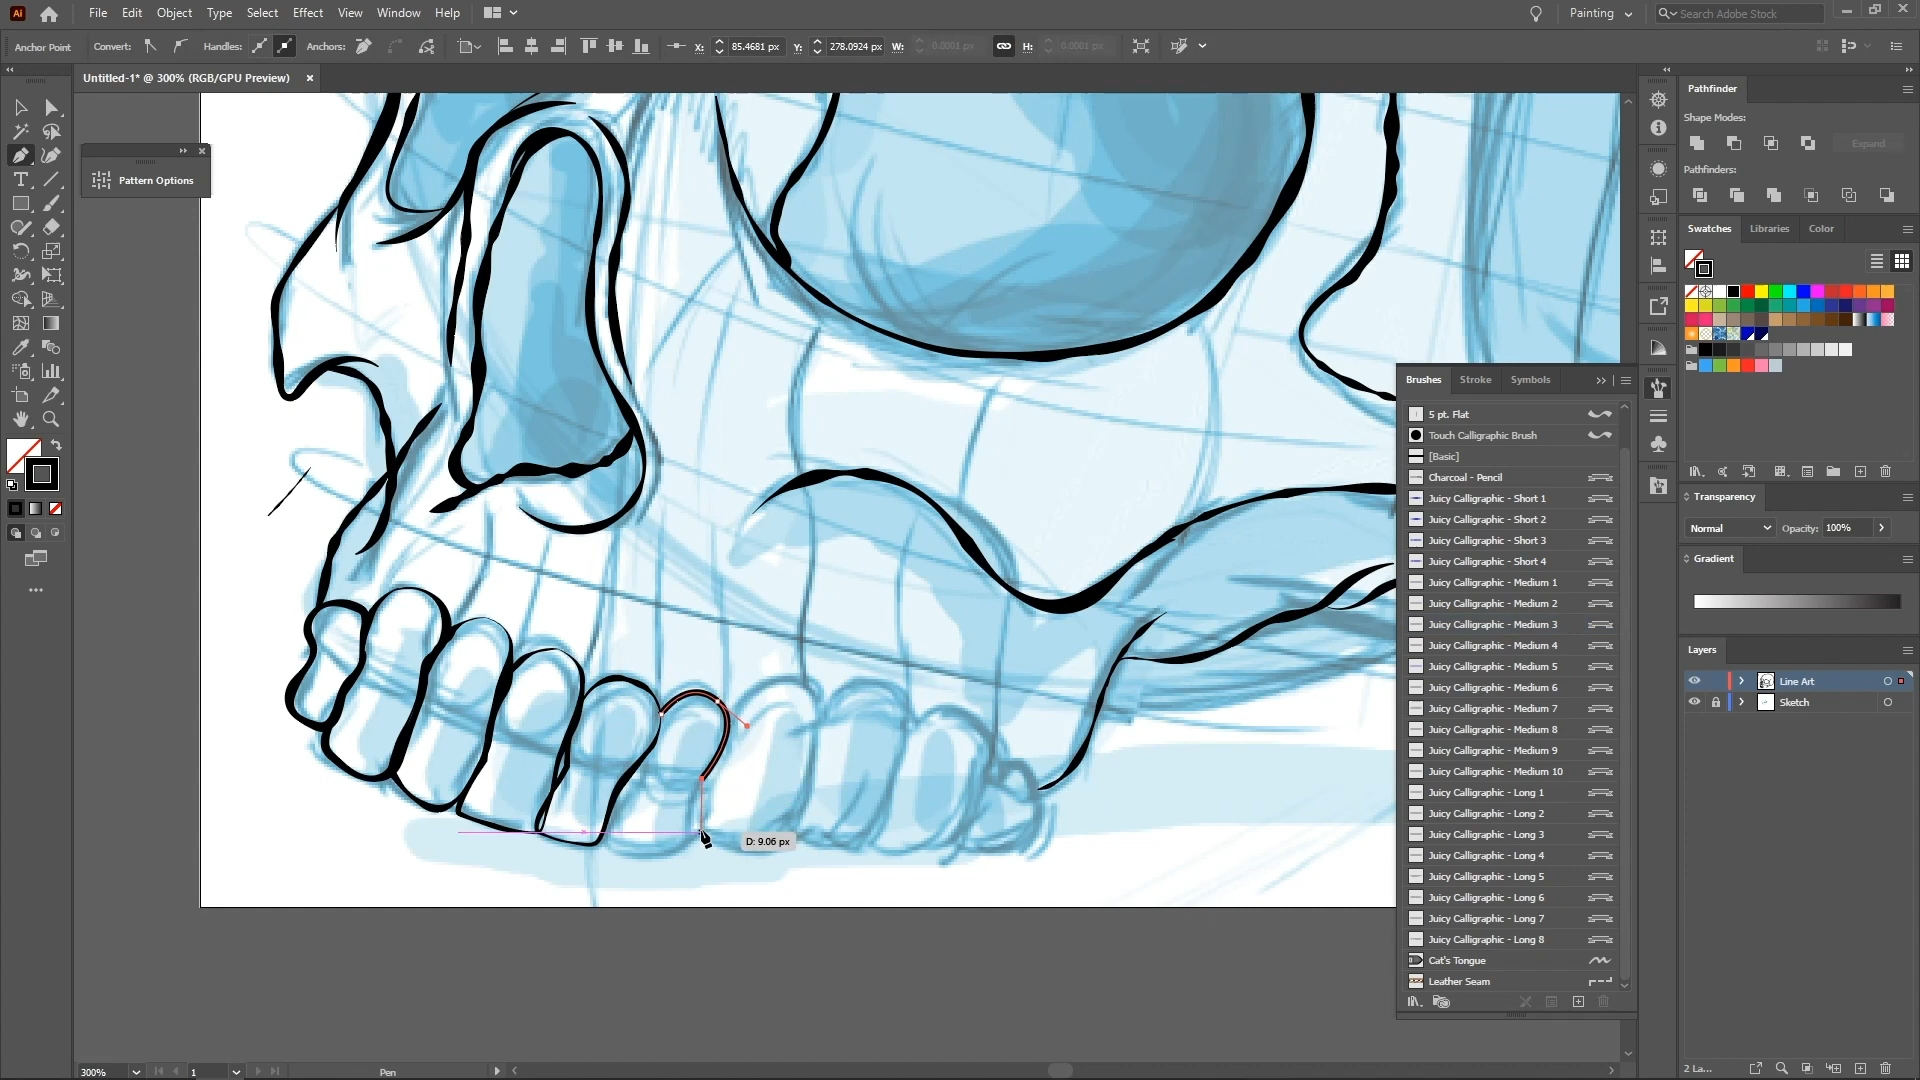 Ai File Edit Object Type Select Effect View Window Help Painting Search Adobe Stock
Anchor Point Convert: Handles: Anchors: X: 85.4681 px Y: 278.0924 px W: 0.0001 px H: 0.0001 px
Untitled-1* @ 300% (RGB/GPU Preview)
Pattern Options
Pathfinder
Shape Modes:
Expand
Pathfinders:
Swatches Libraries Color
Brushes Stroke Symbols
5 pt. Flat
Touch Calligraphic Brush
[Basic]
Charcoal - Pencil
Juicy Calligraphic - Short 1
Juicy Calligraphic - Short 2
Juicy Calligraphic - Short 3
Juicy Calligraphic - Short 4
Juicy Calligraphic - Medium 1
Juicy Calligraphic - Medium 2
Juicy Calligraphic - Medium 3
Juicy Calligraphic - Medium 4
Juicy Calligraphic - Medium 5
Juicy Calligraphic - Medium 6
Juicy Calligraphic - Medium 7
Juicy Calligraphic - Medium 8
Juicy Calligraphic - Medium 9
Juicy Calligraphic - Medium 10
Juicy Calligraphic - Long 1
Juicy Calligraphic - Long 2
Juicy Calligraphic - Long 3
Juicy Calligraphic - Long 4
Juicy Calligraphic - Long 5
Juicy Calligraphic - Long 6
Juicy Calligraphic - Long 7
Juicy Calligraphic - Long 8
Cat's Tongue
Leather Seam
Transparency
Normal Opacity: 100%
Gradient
Layers
Line Art
Sketch
D: 9.06 px
300% 1 Pen
2 La...